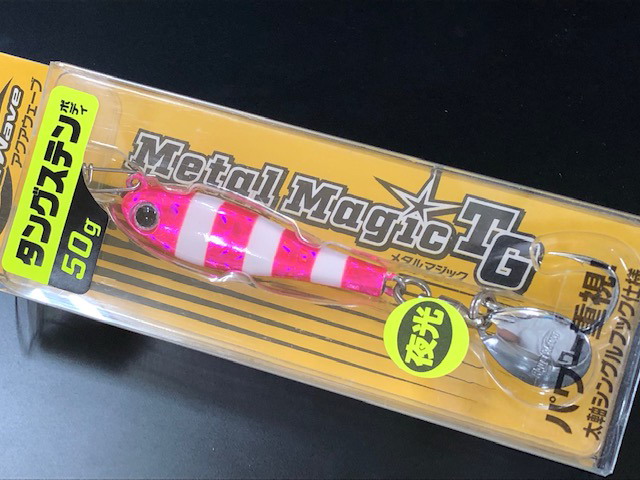 Wave
アクアウェーブ
タングステン
ボディ
50g
Metal Magic TG
メタルマジック
夜光
パワー重視
太軸シングルフック仕様